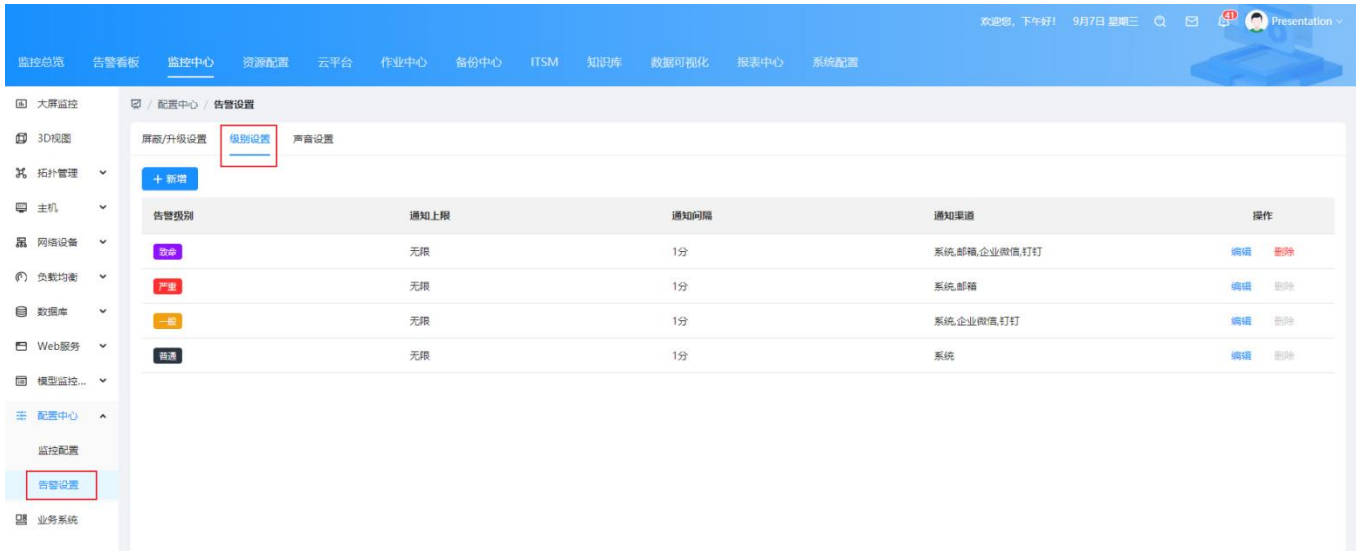 欢迎您，下午好！ 9月7日 星期三 41 Presentation
监控总览 告警看板 监控中心 资源配置 云平台 作业中心 备份中心 ITSM 知识库 数据可视化 报表中心 系统配置
大屏监控
3D视图
拓扑管理
主机
网络设备
负载均衡
数据库
Web服务
模型监控...
配置中心
监控配置
告警设置
业务系统
/ 配置中心 / 告警设置
屏蔽/升级设置 级别设置 声音设置
+ 新增
告警级别 通知上限 通知间隔 通知渠道 操作
致命 无限 1分 系统,邮箱,企业微信,钉钉 编辑 删除
严重 无限 1分 系统,邮箱 编辑 删除
一般 无限 1分 系统,企业微信,钉钉 编辑 删除
普通 无限 1分 系统 编辑 删除